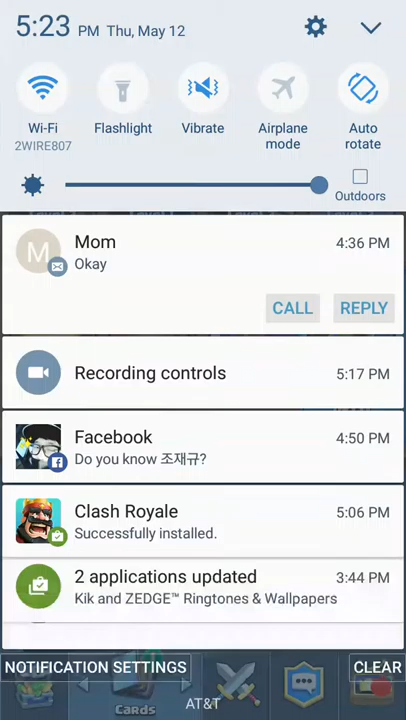 5:23 PM Thu, May 12
Wi-Fi
2WIRE807
Flashlight
Vibrate
Airplane
mode
Auto
rotate
Outdoors
M
Mom 4:36 PM
Okay
CALL REPLY
Recording controls 5:17 PM
Facebook 4:50 PM
Do you know 조재규?
Clash Royale 5:06 PM
Successfully installed.
2 applications updated 3:44 PM
Kik and ZEDGE™ Ringtones & Wallpapers
NOTIFICATION SETTINGS CLEAR
Cards
AT&T